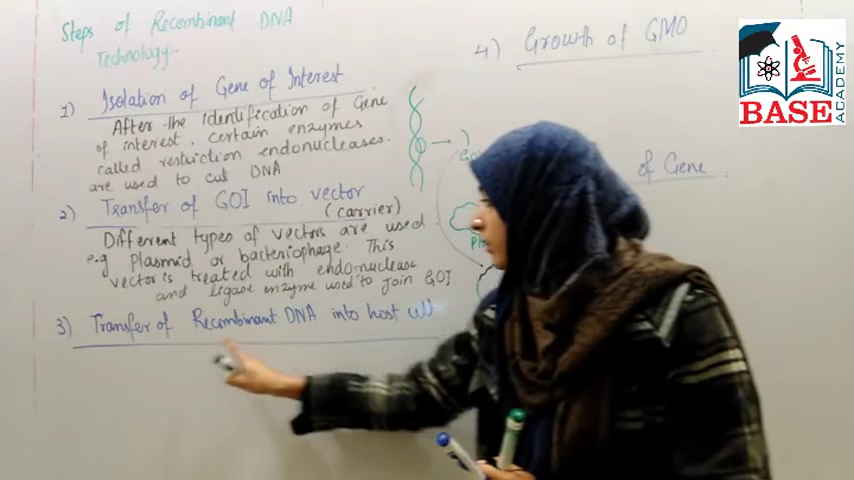 Steps of Recombinant DNA
Technology:-
1) Isolation of Gene of Interest
After the identification of Gene
of interest, certain enzymes
called restriction endonucleases.
are used to cut DNA
2) Transfer of GOI into vector
(carrier)
Different types of vectors are used.
e.g plasmid or bacteriophage. This
vector is treated with endo-nuclease
and ligase enzyme used to join GOI
3) Transfer of Recombinant DNA into host cell
4) Growth of GMO
of Gene
BASE
ACADEMY